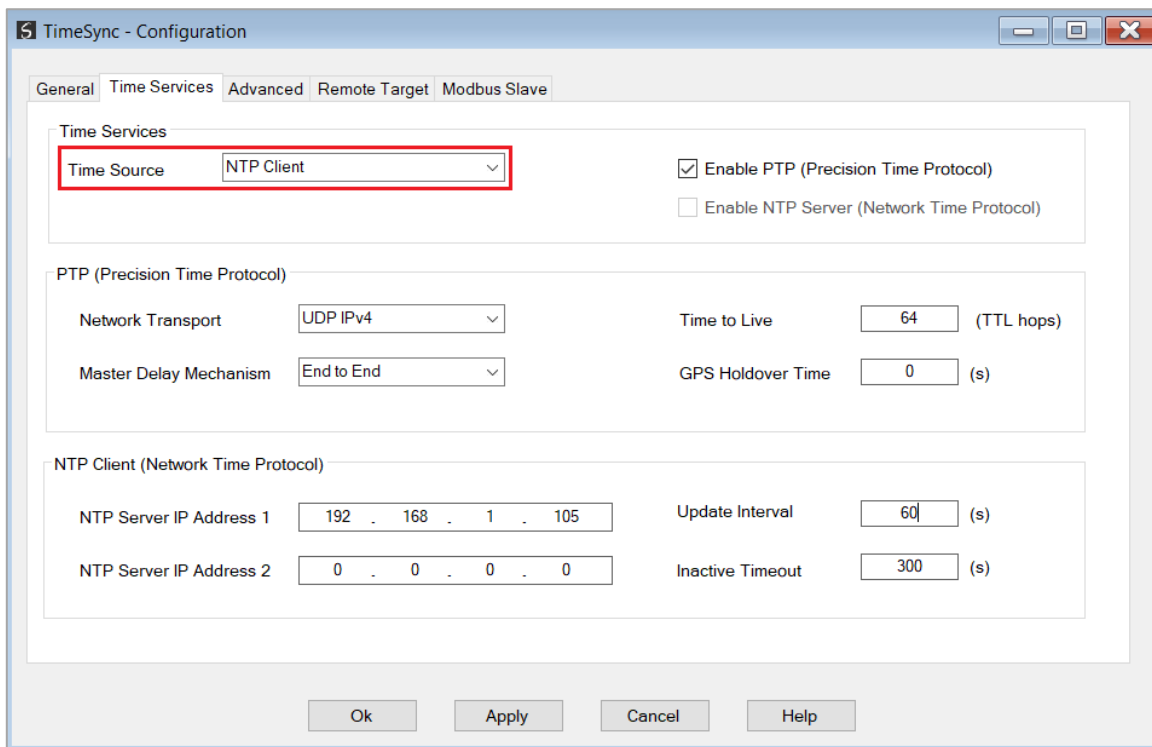 TimeSync - Configuration
General Time Services Advanced Remote Target Modbus Slave
Time Services
Time Source NTP Client
Enable PTP (Precision Time Protocol)
Enable NTP Server (Network Time Protocol)
PTP (Precision Time Protocol)
Network Transport UDP IPv4 Time to Live 64 (TTL hops)
Master Delay Mechanism End to End GPS Holdover Time 0 (s)
NTP Client (Network Time Protocol)
NTP Server IP Address 1 192 . 168 . 1 . 105 Update Interval 60 (s)
NTP Server IP Address 2 0 . 0 . 0 . 0 Inactive Timeout 300 (s)
Ok Apply Cancel Help